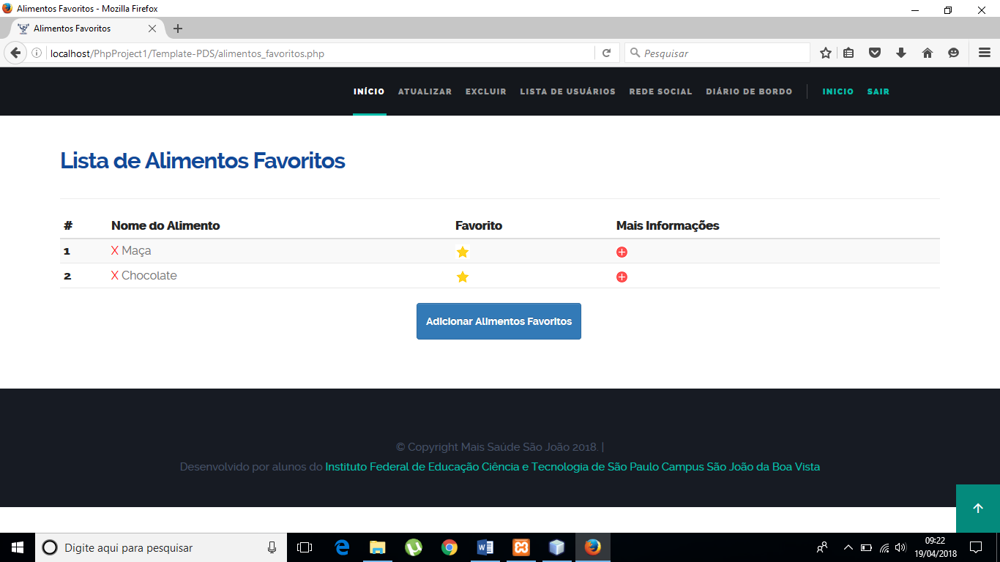 Alimentos Favoritos - Mozilla Firefox
Alimentos Favoritos
localhost/PhpProject1/Template-PDS/alimentos_favoritos.php
Pesquisar
INÍCIO ATUALIZAR EXCLUIR LISTA DE USUÁRIOS REDE SOCIAL DIÁRIO DE BORDO INICIO SAIR
Lista de Alimentos Favoritos
# Nome do Alimento Favorito Mais Informações
1 X Maça
2 X Chocolate
Adicionar Alimentos Favoritos
© Copyright Mais Saúde São João 2018. |
Desenvolvido por alunos do Instituto Federal de Educação Ciência e Tecnologia de São Paulo Campus São João da Boa Vista
Digite aqui para pesquisar
09:22
19/04/2018